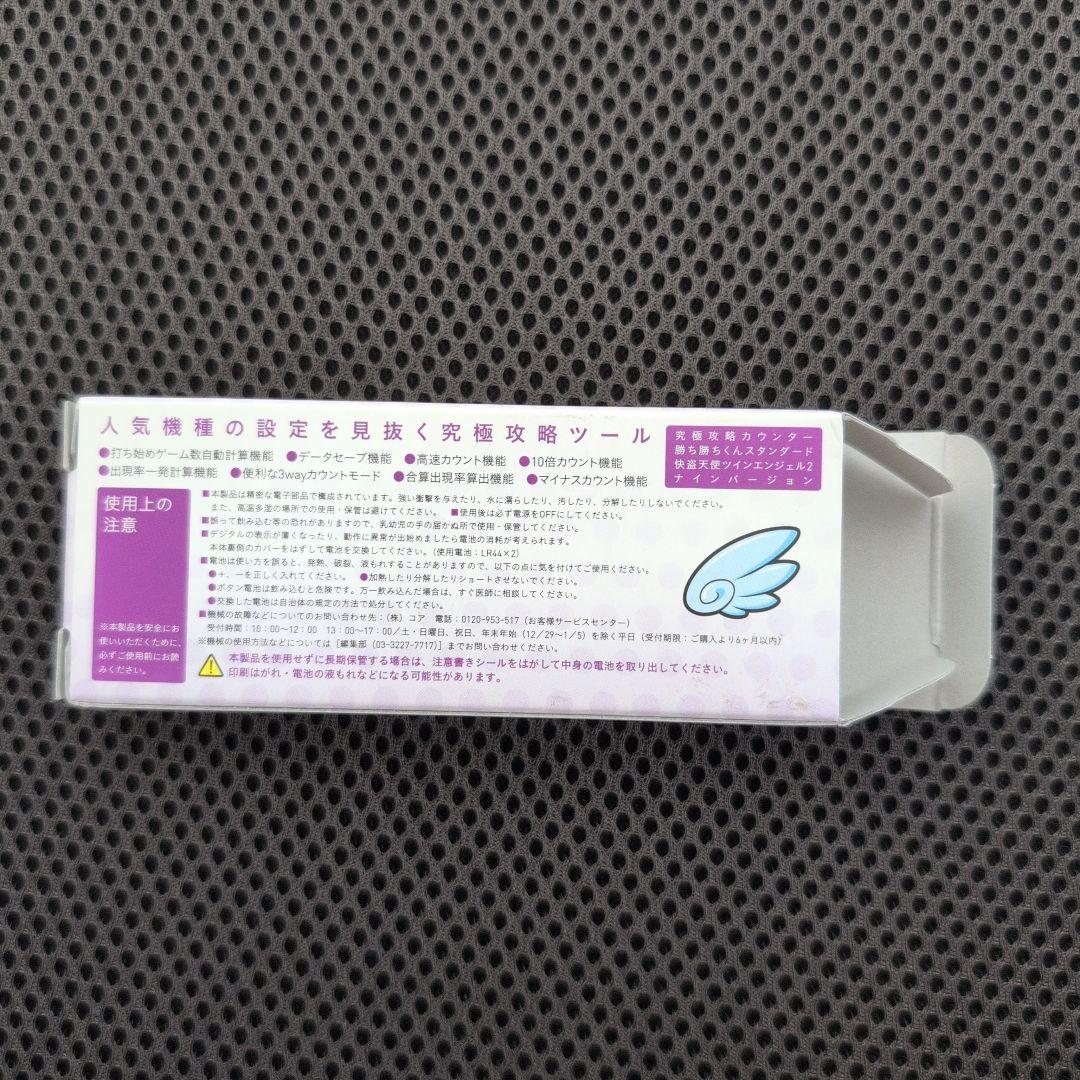 人気機種の設定を見抜く究極攻略ツール
●打ち始めゲーム数自動計算機能 ●データセーブ機能 ●高速カウント機能 ●10倍カウント機能
●出現率一発計算機能 ●便利な3wayカウントモード ●合算出現率算出機能 ●マイナスカウント機能
究極攻略カウンター
勝ち勝ちくんスタンダード
快盗天使ツインエンジェル2
ナインバージョン
使用上の
注意
※本製品を安全にお
使いいただくために、
必ずご使用前にお読
みください。
■本製品は精密な電子部品で構成されています。強い衝撃を与えたり、水に濡らしたり、汚したり、分解したりしないでください。
また、高温多湿の場所での使用・保管は避けてください。 ■使用後は必ず電源をOFFにしてください。
■誤って飲み込む等の恐れがありますので、乳幼児の手の届かぬ所で使用・保管してください。
■デジタルの表示が薄くなったり、動作に異常が出始めましたら電池の消耗が考えられます。
本体裏側のカバーをはずして電池を交換してください。(使用電池：LR44×2)
■電池は使い方を誤ると、発熱、破裂、液もれすることがありますので、以下の点に気を付けてご使用ください。
●＋、－を正しく入れてください。 ●加熱したり分解したりショートさせないでください。
●ボタン電池は飲み込むと危険です。万一飲み込んだ場合は、すぐ医師に相談してください。
●交換した電池は自治体の規定の方法で処分してください。
■機械の故障などについてのお問い合わせ先：(株) コア 電話：0120-953-517 (お客様サービスセンター)
受付時間：10：00～12：00 13：00～17：00／土・日曜日、祝日、年末年始 (12／29～1／5) を除く平日 (受付期限：ご購入より6ヶ月以内)
※機械の使用方法などについては [編集部 (03-3227-7717)] までお問い合わせください。
本製品を使用せずに長期保管する場合は、注意書きシールをはがして中身の電池を取り出してください。
印刷はがれ・電池の液もれなどになる可能性があります。